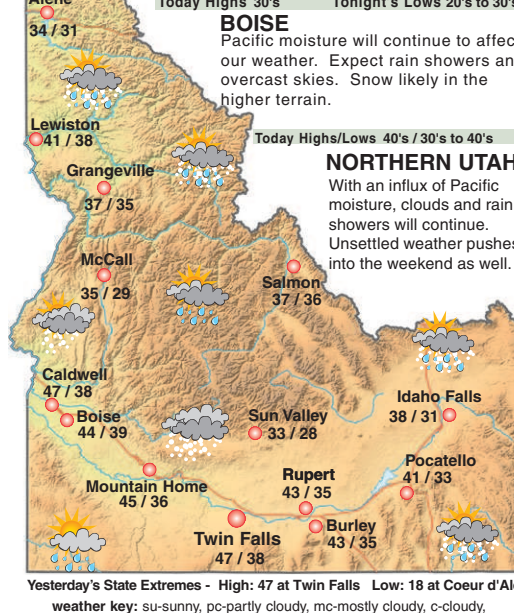 Alene
34 / 31
Today Highs 30's Tonight's Lows 20's to 30's
BOISE
Pacific moisture will continue to affec
our weather. Expect rain showers an
overcast skies. Snow likely in the
higher terrain.
Lewiston
41 / 38
Today Highs/Lows 40's / 30's to 40's
NORTHERN UTAH
With an influx of Pacific
moisture, clouds and rain
showers will continue.
Unsettled weather pushes
into the weekend as well.
Grangeville
37 / 35
McCall
35 / 29
Salmon
37 / 36
Caldwell
47 / 38
Boise
44 / 39
Sun Valley
33 / 28
Idaho Falls
38 / 31
Mountain Home
45 / 36
Rupert
43 / 35
Pocatello
41 / 33
Twin Falls
47 / 38
Burley
43 / 35
Yesterday's State Extremes - High: 47 at Twin Falls Low: 18 at Coeur d'Ale
weather key: su-sunny, pc-partly cloudy, mc-mostly cloudy, c-cloudy,